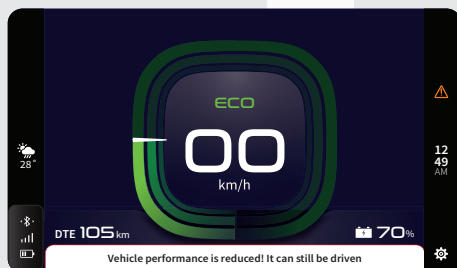 ECO
00
km/h
28°
12
49
AM
DTE 105 km
70%
Vehicle performance is reduced! It can still be driven